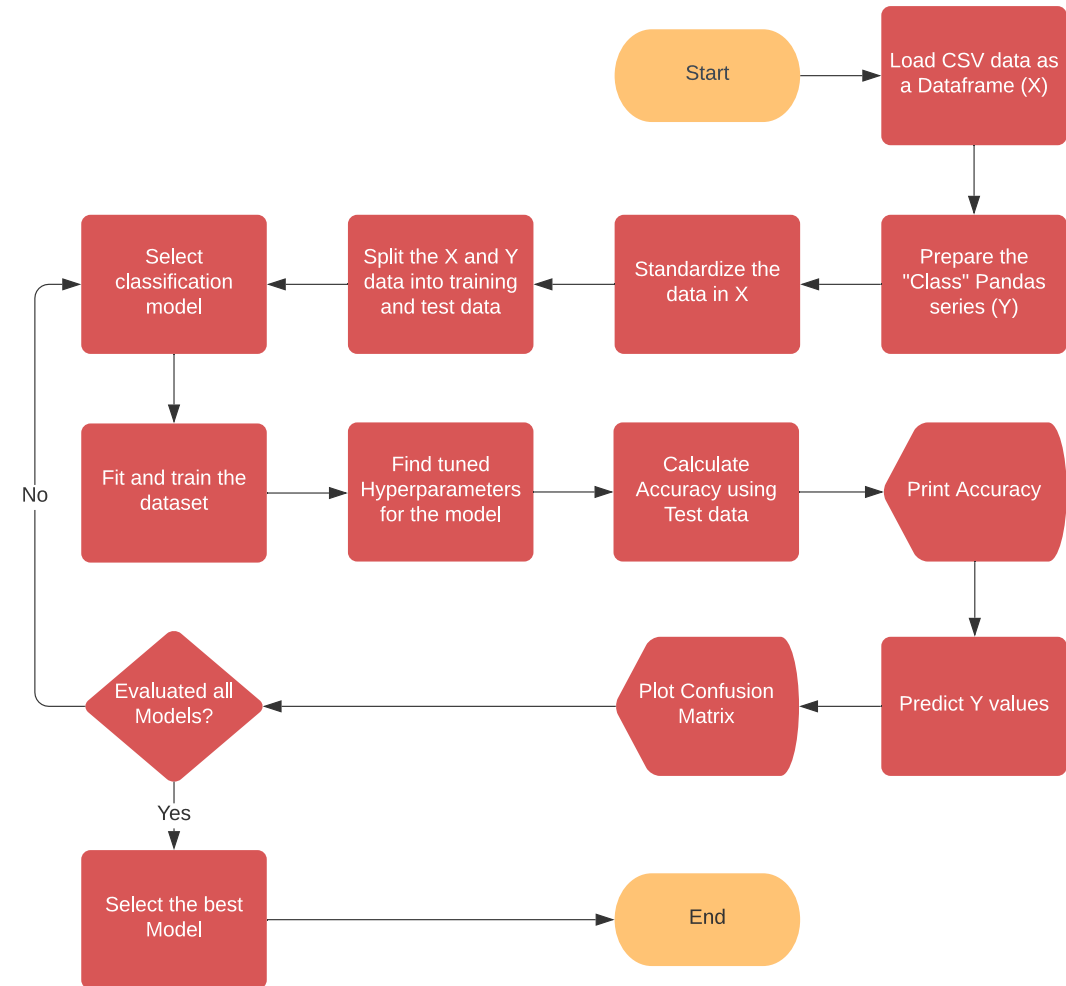 Start
Load CSV data as
a Dataframe (X)
Prepare the
"Class" Pandas
series (Y)
Standardize the
data in X
Split the X and Y
data into training
and test data
Select
classification
model
Fit and train the
dataset
Find tuned
Hyperparameters
for the model
Calculate
Accuracy using
Test data
Print Accuracy
Predict Y values
Plot Confusion
Matrix
Evaluated all
Models?
No
Yes
Select the best
Model
End